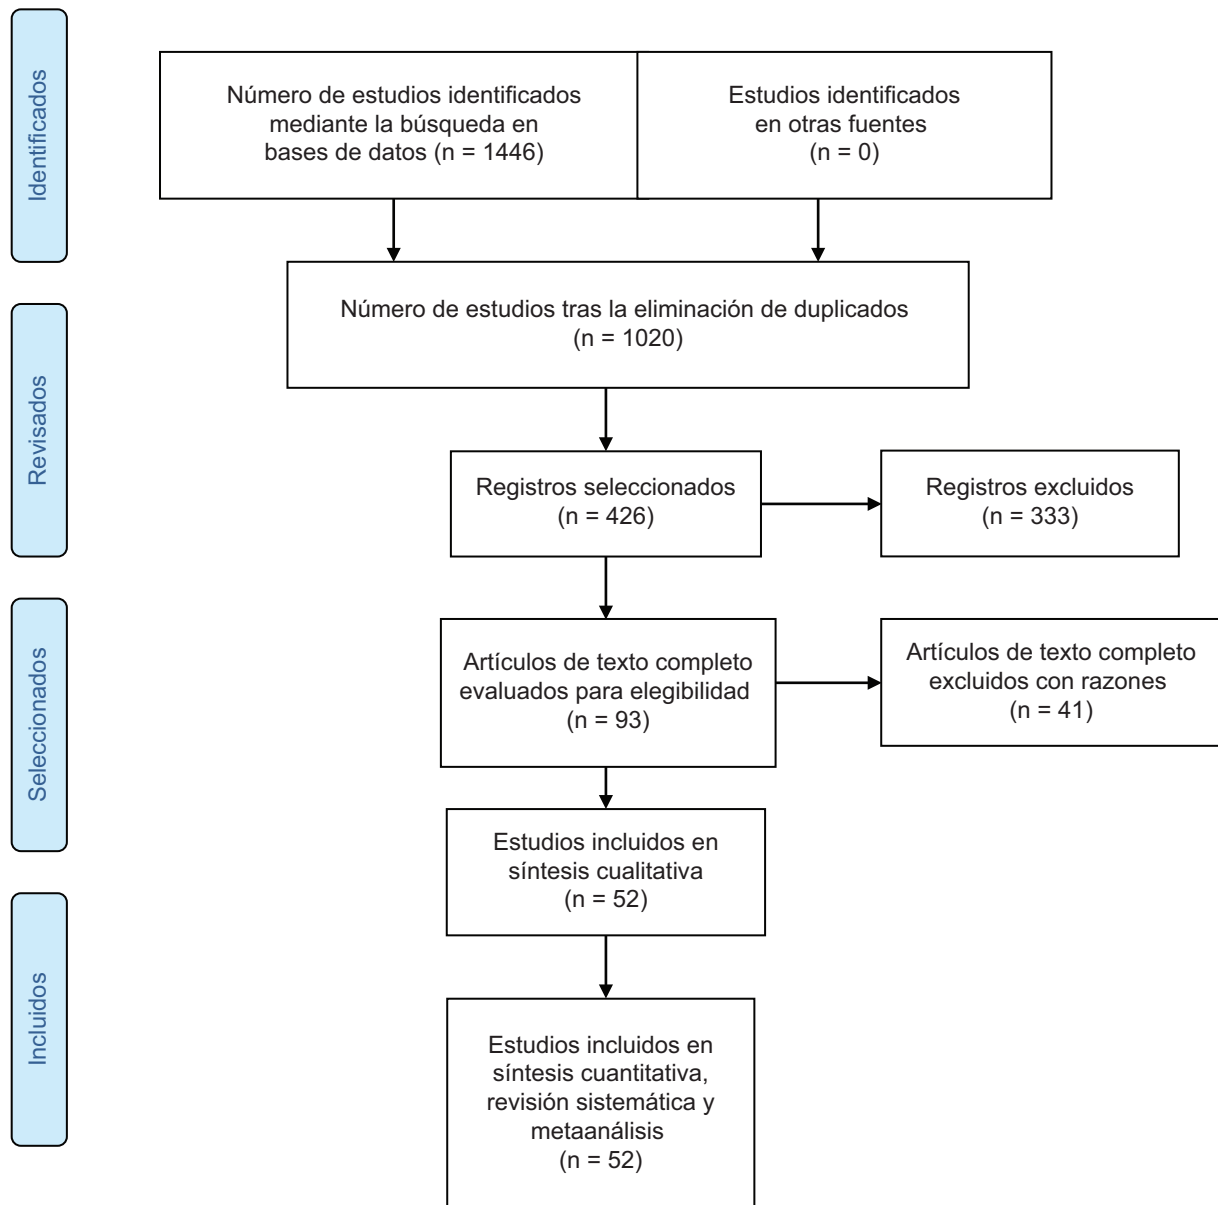 Identificados
Número de estudios identificados
mediante la búsqueda en
bases de datos (n = 1446)
Estudios identificados
en otras fuentes
(n = 0)
Número de estudios tras la eliminación de duplicados
(n = 1020)
Revisados
Registros seleccionados
(n = 426)
Registros excluidos
(n = 333)
Seleccionados
Artículos de texto completo
evaluados para elegibilidad
(n = 93)
Artículos de texto completo
excluidos con razones
(n = 41)
Estudios incluidos en
síntesis cualitativa
(n = 52)
Incluidos
Estudios incluidos en
síntesis cuantitativa,
revisión sistemática y
metaanálisis
(n = 52)